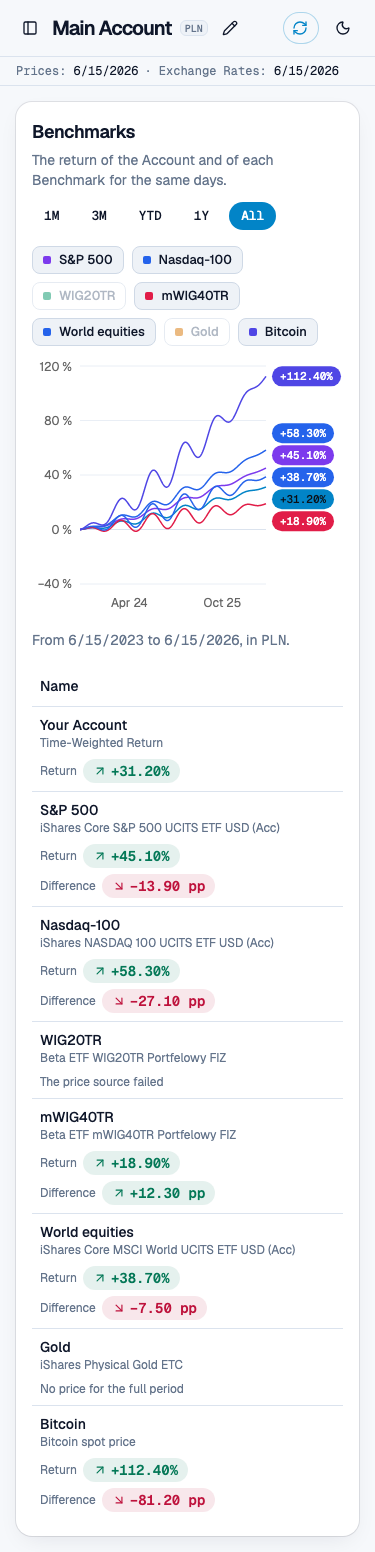 Main Account PLN
Prices: 6/15/2026 · Exchange Rates: 6/15/2026
Benchmarks
The return of the Account and of each
Benchmark for the same days.
1M 3M YTD 1Y All
S&P 500 Nasdaq-100
WIG20TR mWIG40TR
World equities Gold Bitcoin
120 %
+112.40%
80 %
+58.30%
+45.10%
40 %
+38.70%
+31.20%
+18.90%
0 %
−40 %
Apr 24 Oct 25
From 6/15/2023 to 6/15/2026, in PLN.
Name
Your Account
Time-Weighted Return
Return +31.20%
S&P 500
iShares Core S&P 500 UCITS ETF USD (Acc)
Return +45.10%
Difference −13.90 pp
Nasdaq-100
iShares NASDAQ 100 UCITS ETF USD (Acc)
Return +58.30%
Difference −27.10 pp
WIG20TR
Beta ETF WIG20TR Portfelowy FIZ
The price source failed
mWIG40TR
Beta ETF mWIG40TR Portfelowy FIZ
Return +18.90%
Difference +12.30 pp
World equities
iShares Core MSCI World UCITS ETF USD (Acc)
Return +38.70%
Difference −7.50 pp
Gold
iShares Physical Gold ETC
No price for the full period
Bitcoin
Bitcoin spot price
Return +112.40%
Difference −81.20 pp